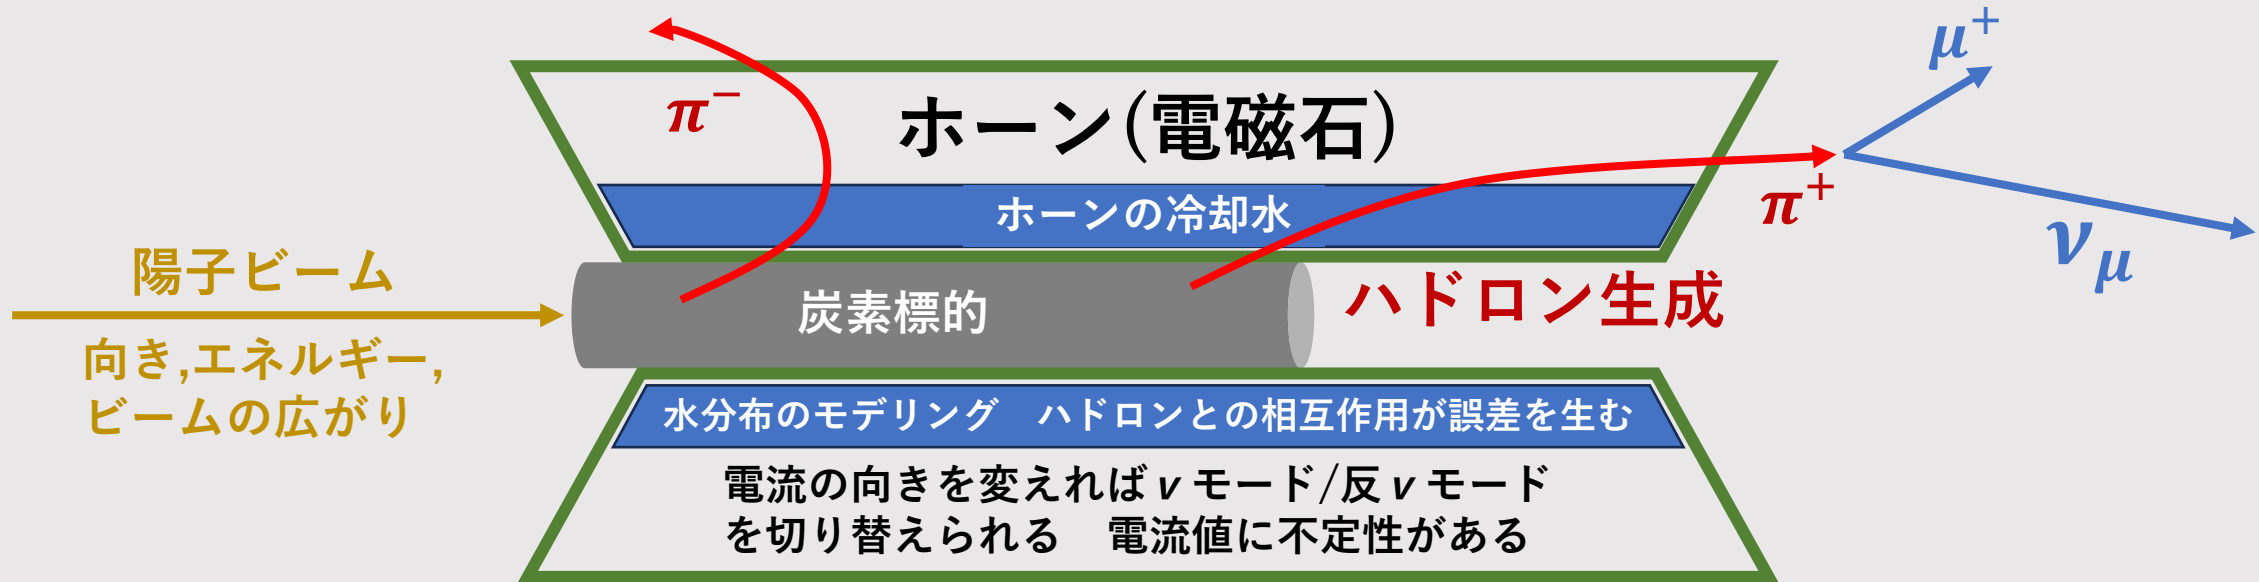 μ⁺
π⁻
ホーン(電磁石)
ホーンの冷却水
π⁺
ν_μ
陽子ビーム
向き,エネルギー,
ビームの広がり
炭素標的
ハドロン生成
水分布のモデリング　ハドロンとの相互作用が誤差を生む
電流の向きを変えればνモード/反νモード
を切り替えられる　電流値に不定性がある